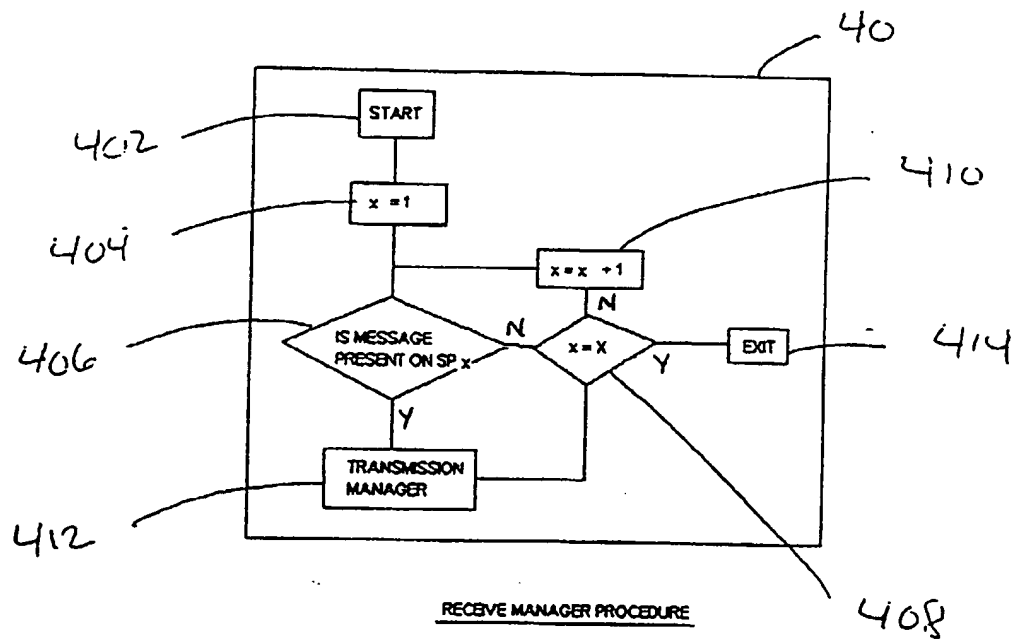 40
START
402
410
x = 1
404
x = x + 1
N
IS MESSAGE
PRESENT ON SP x
N
x = X
Y
EXIT
414
406
Y
TRANSMISSION
MANAGER
412
RECEIVE MANAGER PROCEDURE
408